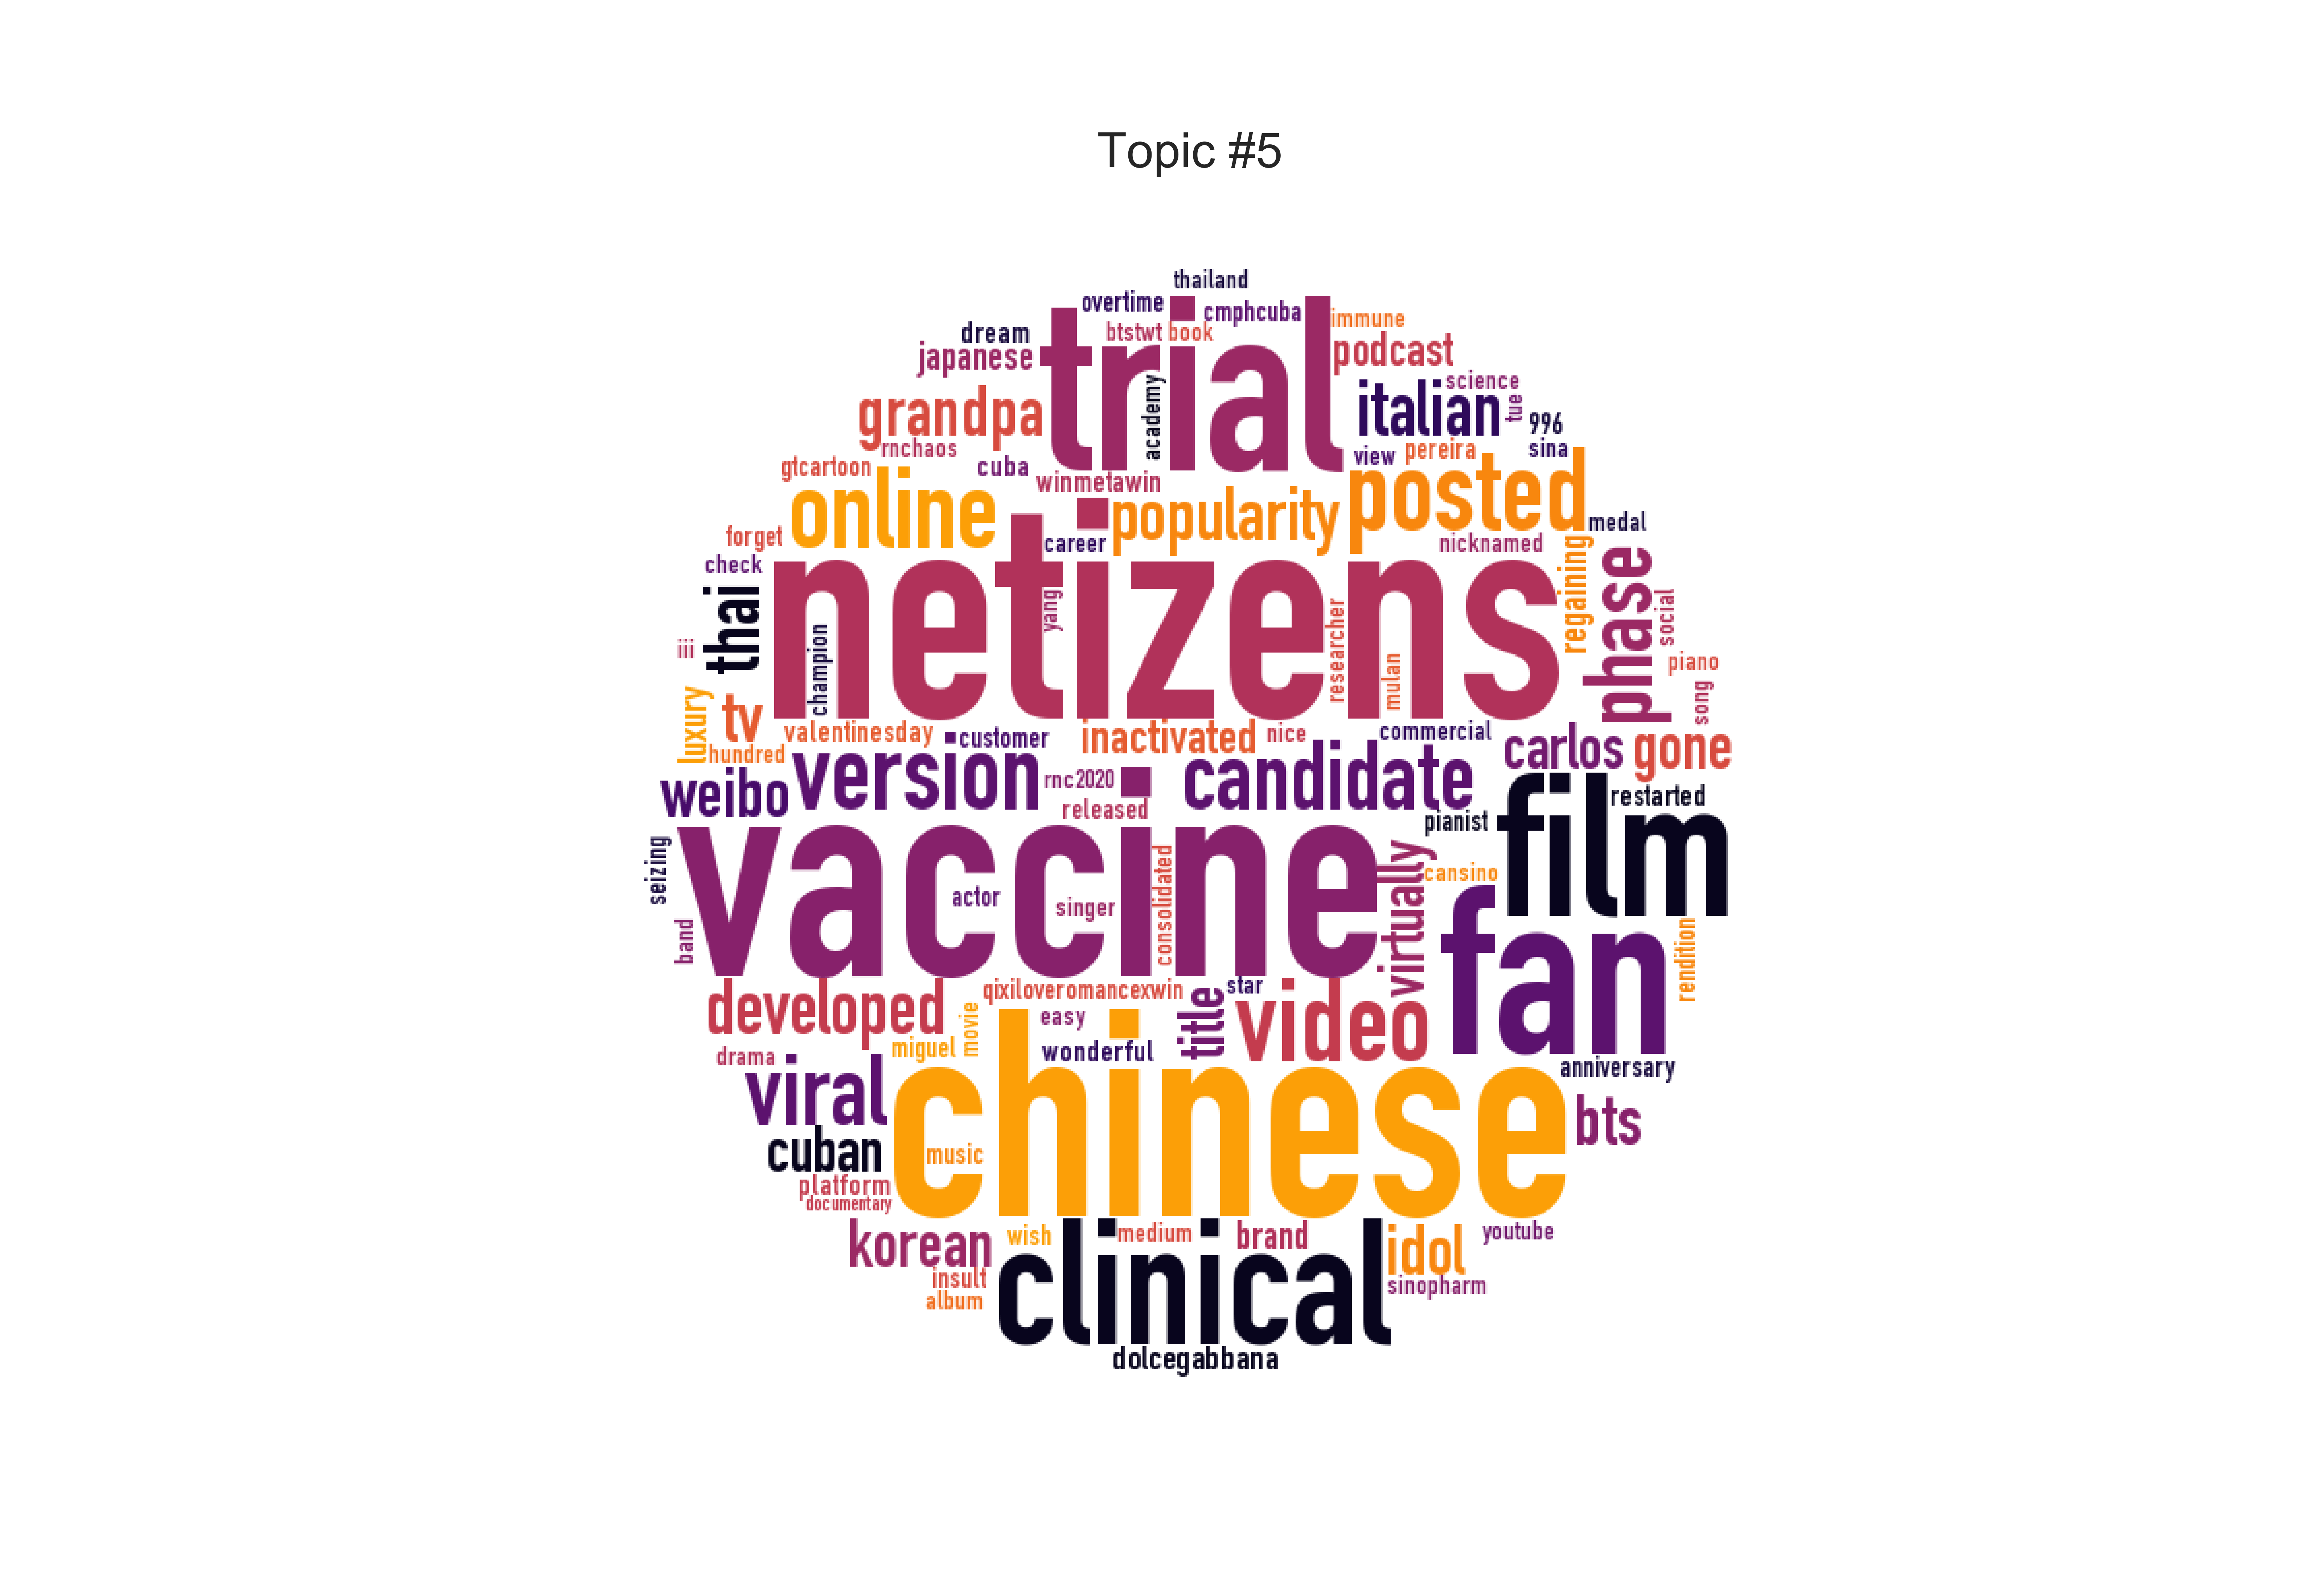 Topic #5
thailand
overtime
cmphcuba
trial
immune
dream
btstwt
book
podcast
japanese
science
academy
grandpa
italian
tue
996
rnchaos
view
pereira
sina
gtcartoon
cuba
winmetawin
online
popularity
posted
medal
forget
career
nicknamed
regaining
check
netizens
phase
thai
yang
social
researcher
champion
mulan
iii
piano
song
luxury
tv
valentinesday
customer
inactivated
nice
commercial
carlos
gone
hundred
version
candidate
weibo
rnc2020
restarted
released
film
pianist
vaccine
seizing
virtually
consolidated
cansino
actor
singer
fan
band
rendition
developed
qixiloveromancexwin
star
title
video
movie
easy
miguel
wonderful
drama
anniversary
viral
chinese
bts
cuban
music
platform
documentary
korean
wish
medium
brand
idol
youtube
clinical
insult
sinopharm
album
dolcegabbana